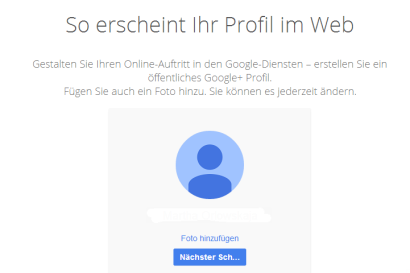 So erscheint Ihr Profil im Web
Gestalten Sie Ihren Online-Auftritt in den Google-Diensten – erstellen Sie ein
öffentliches Google+ Profil.
Fügen Sie auch ein Foto hinzu. Sie können es jederzeit ändern.
Foto hinzufügen
Nächster Sch...